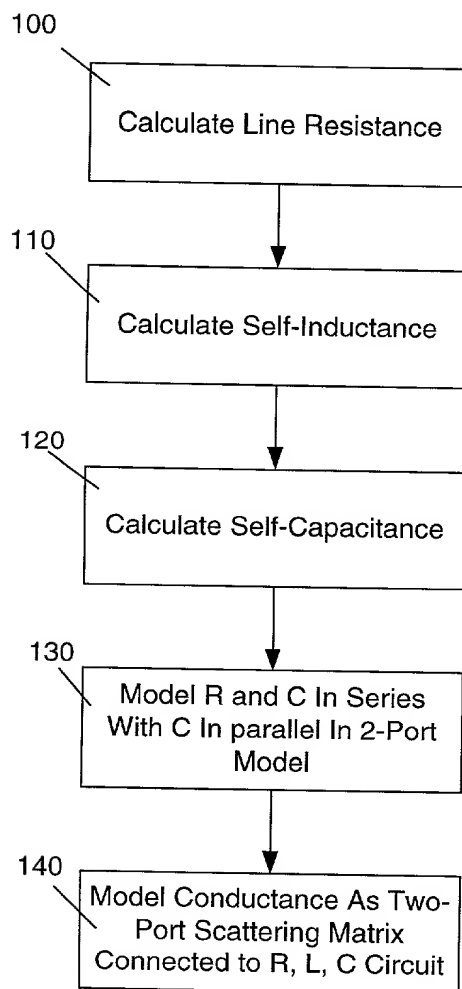 100
Calculate Line Resistance
110
Calculate Self-Inductance
120
Calculate Self-Capacitance
130
Model R and C In Series
With C In parallel In 2-Port
Model
140
Model Conductance As Two-
Port Scattering Matrix
Connected to R, L, C Circuit